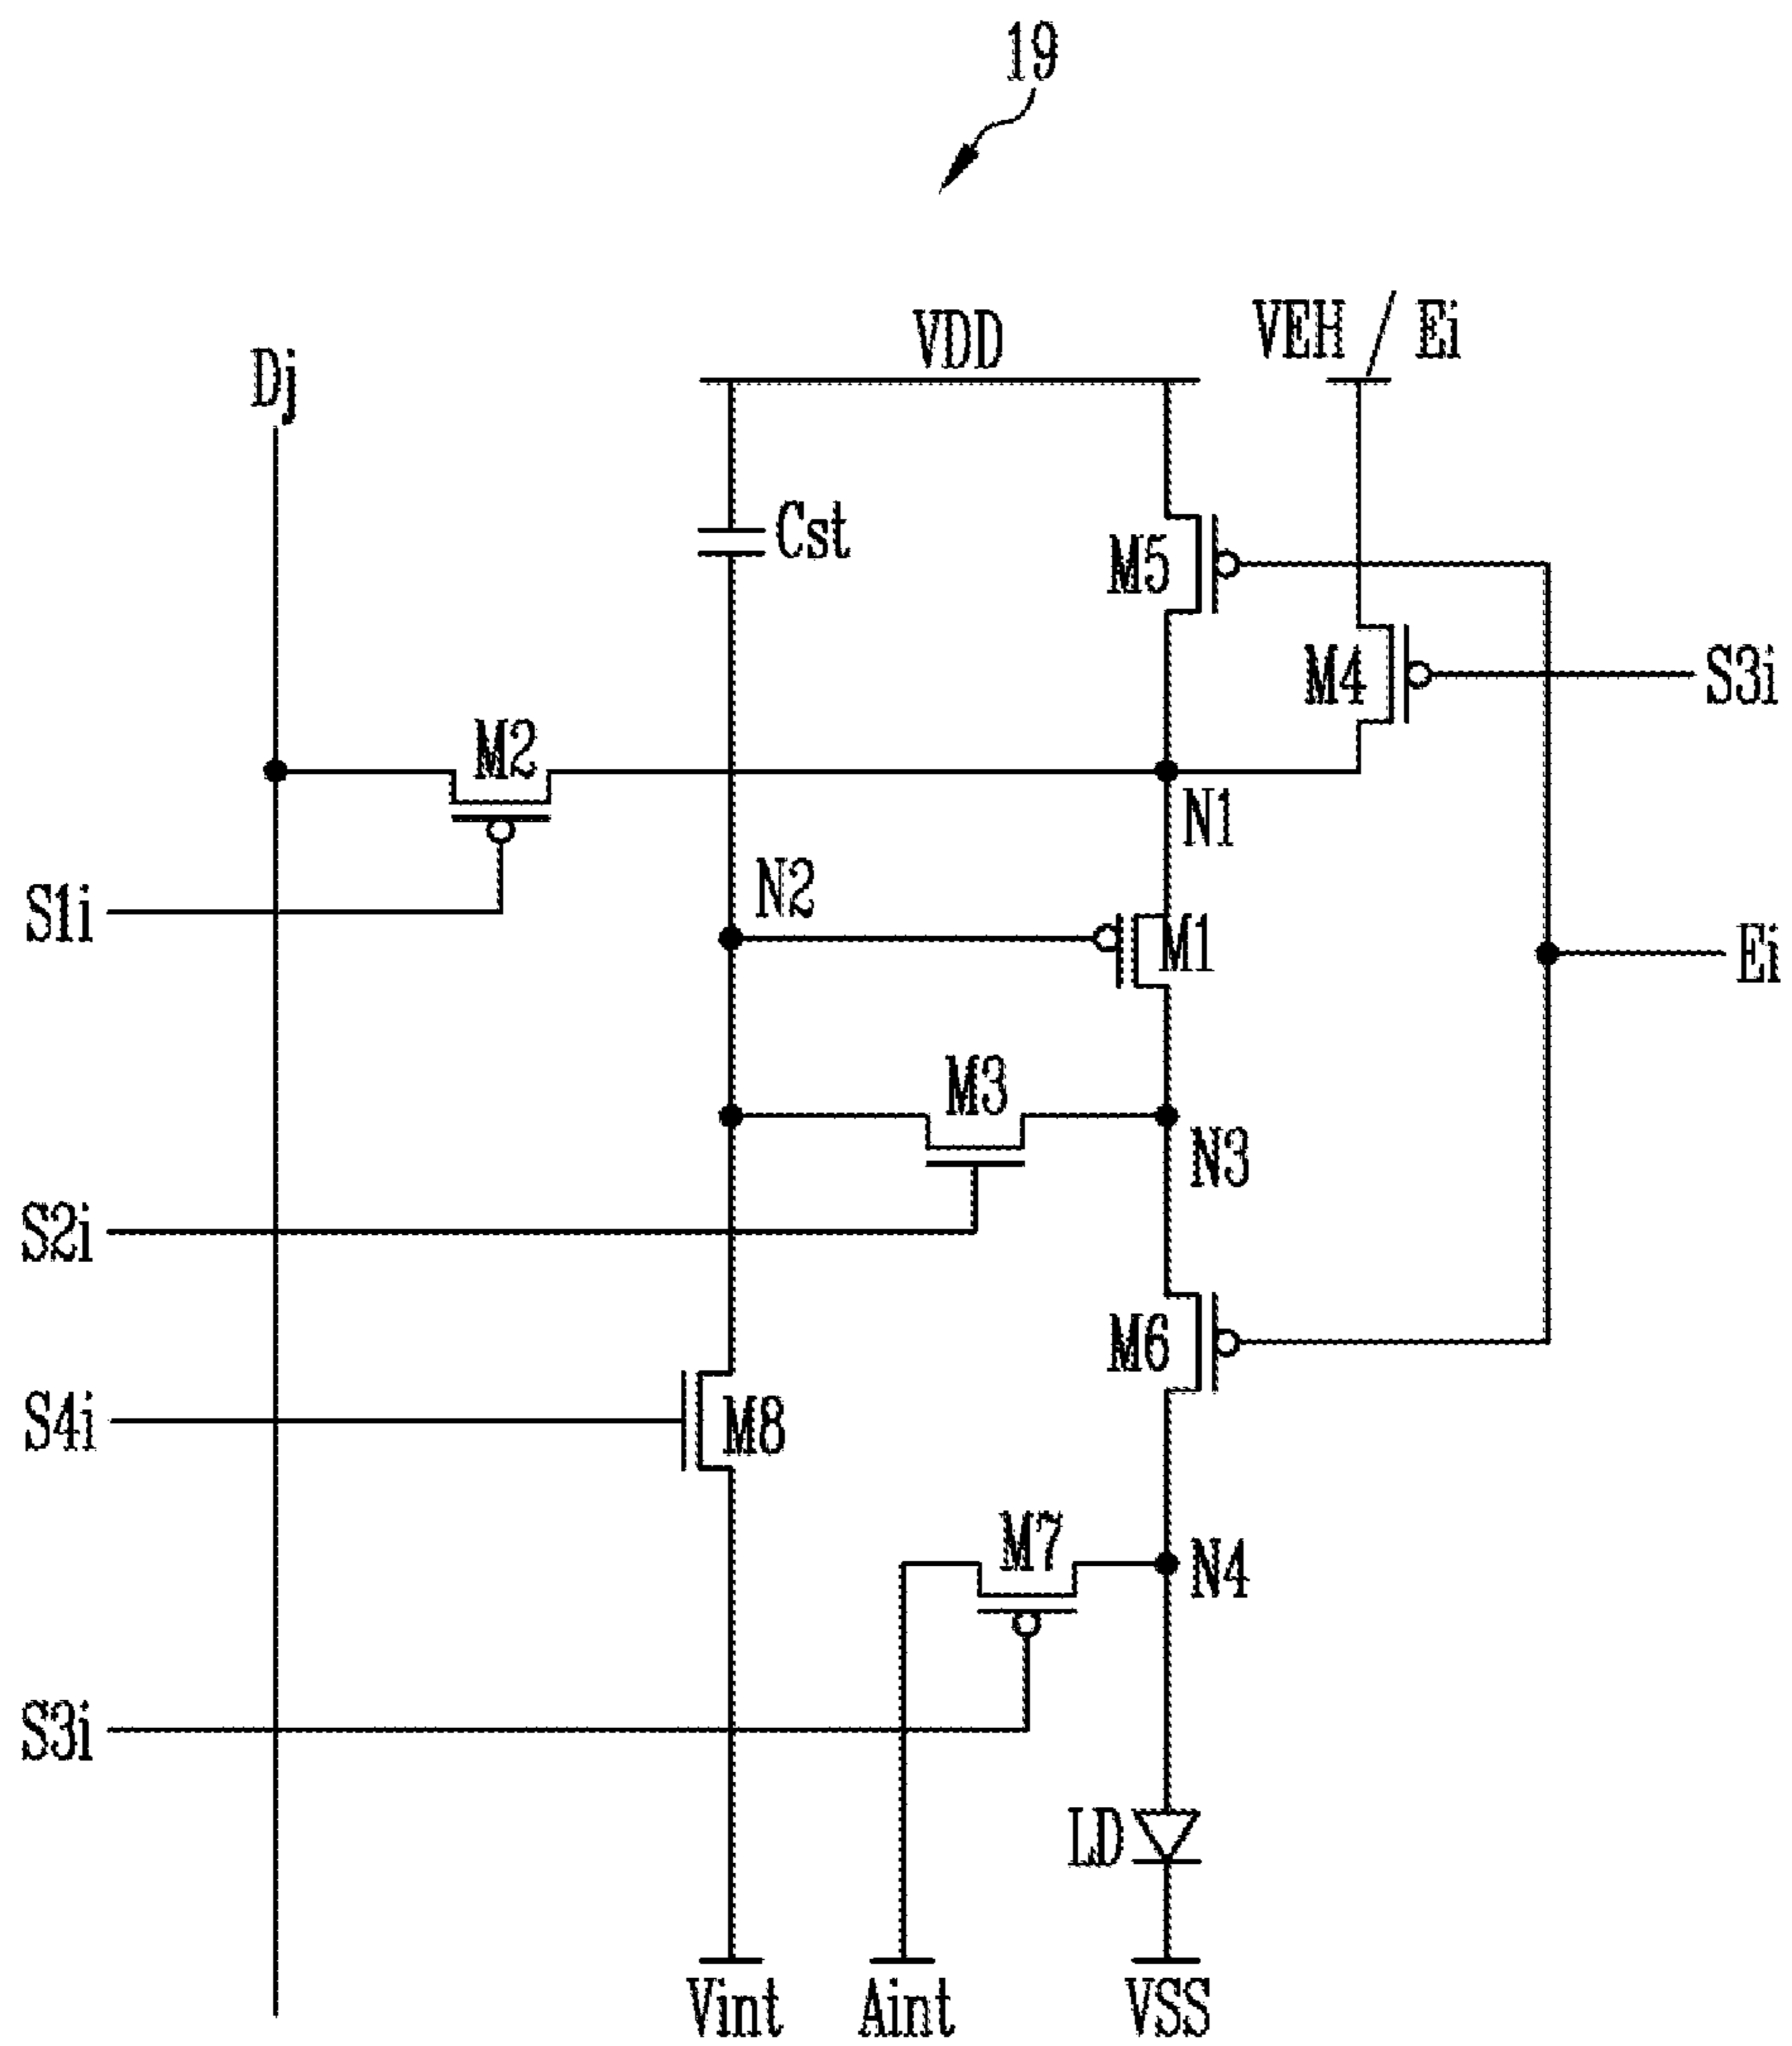 19
VDD
VEH / Ei
Dj
Cst
M5
M4
S3i
M2
N1
N2
S1i
M1
Ei
M3
N3
S2i
M6
S4i
M8
M7
N4
S3i
LD
Vint
Aint
VSS